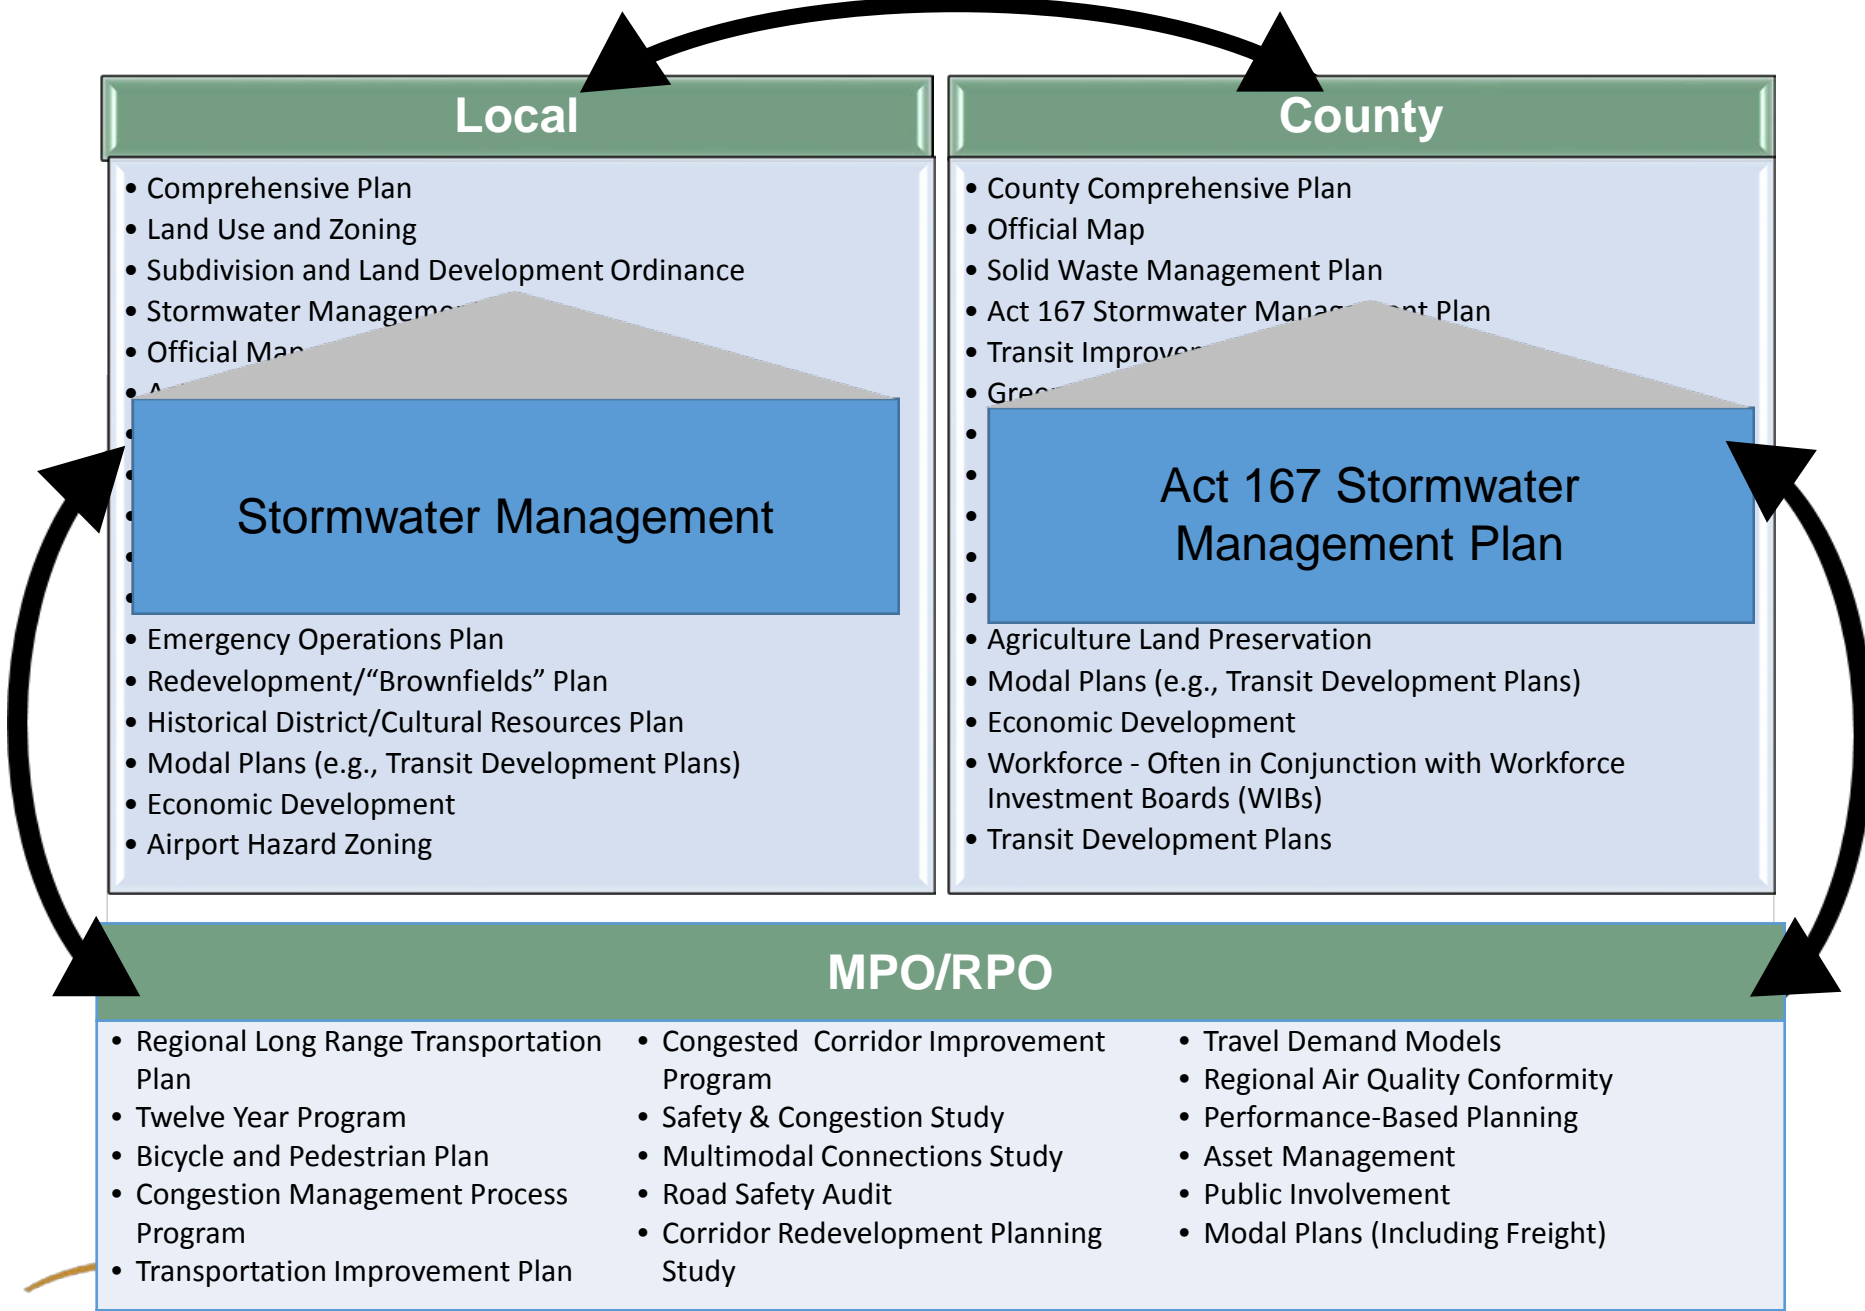 Local
• Comprehensive Plan
• Land Use and Zoning
• Subdivision and Land Development Ordinance
• Stormwater
• Official
• Emergency Operations Plan
• Redevelopment/“Brownfields” Plan
• Historical District/Cultural Resources Plan
• Modal Plans (e.g., Transit Development Plans)
• Economic Development
• Airport Hazard Zoning
Stormwater Management
County
• County Comprehensive Plan
• Official Map
• Solid Waste Management Plan
• Act 167 Stormwater Management Plan
• Transit
• Agriculture Land Preservation
• Modal Plans (e.g., Transit Development Plans)
• Economic Development
• Workforce - Often in Conjunction with Workforce
Investment Boards (WIBs)
• Transit Development Plans
Act 167 Stormwater
Management Plan
MPO/RPO
• Regional Long Range Transportation
Plan
• Twelve Year Program
• Bicycle and Pedestrian Plan
• Congestion Management Process
Program
• Transportation Improvement Plan
• Congested Corridor Improvement
Program
• Safety & Congestion Study
• Multimodal Connections Study
• Road Safety Audit
• Corridor Redevelopment Planning
Study
• Travel Demand Models
• Regional Air Quality Conformity
• Performance-Based Planning
• Asset Management
• Public Involvement
• Modal Plans (Including Freight)